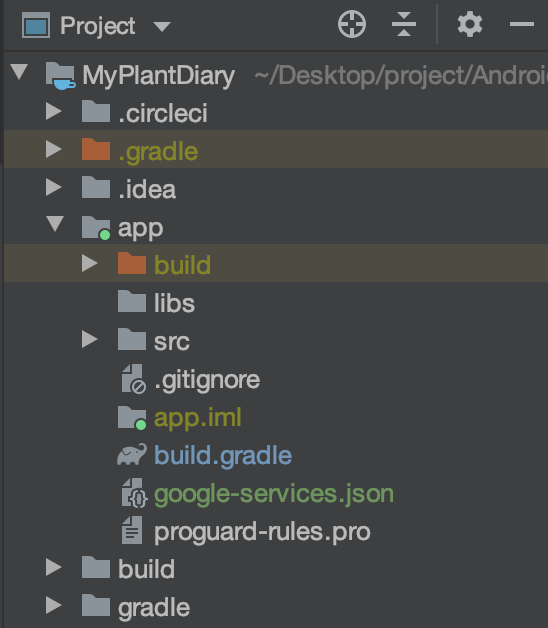 Project
MyPlantDiary ~/Desktop/project/Androi
.circleci
.gradle
.idea
app
build
libs
src
.gitignore
app.iml
build.gradle
google-services.json
proguard-rules.pro
build
gradle